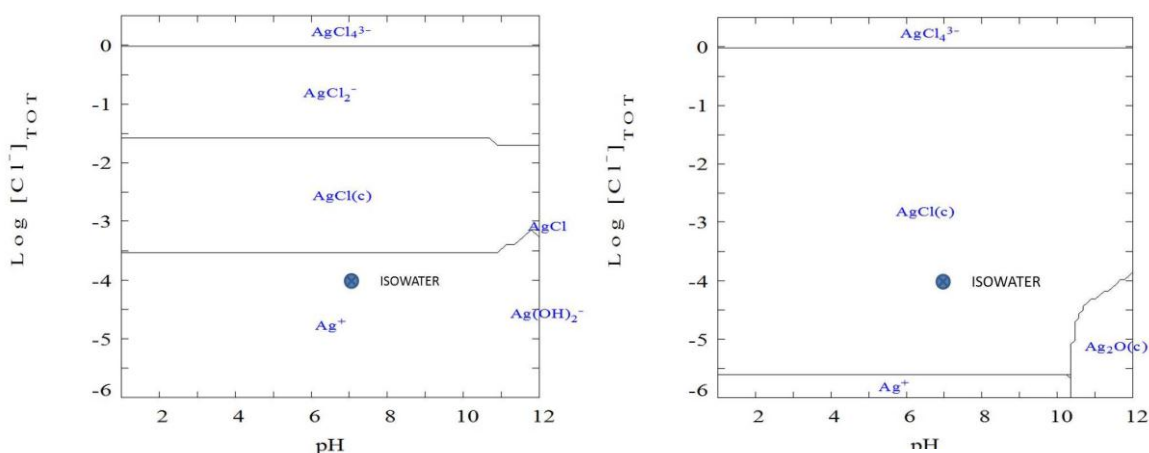 AgCl₄³⁻
0
-1
-2
-3
-4
-5
-6
Log [Cl⁻]TOT
AgCl₂⁻
AgCl(c)
AgCl
ISOWATER
Ag⁺
Ag(OH)₂⁻
2 4 6 8 10 12
pH
AgCl₄³⁻
0
-1
-2
-3
-4
-5
-6
Log [Cl⁻]TOT
AgCl(c)
ISOWATER
Ag₂O(c)
Ag⁺
2 4 6 8 10 12
pH